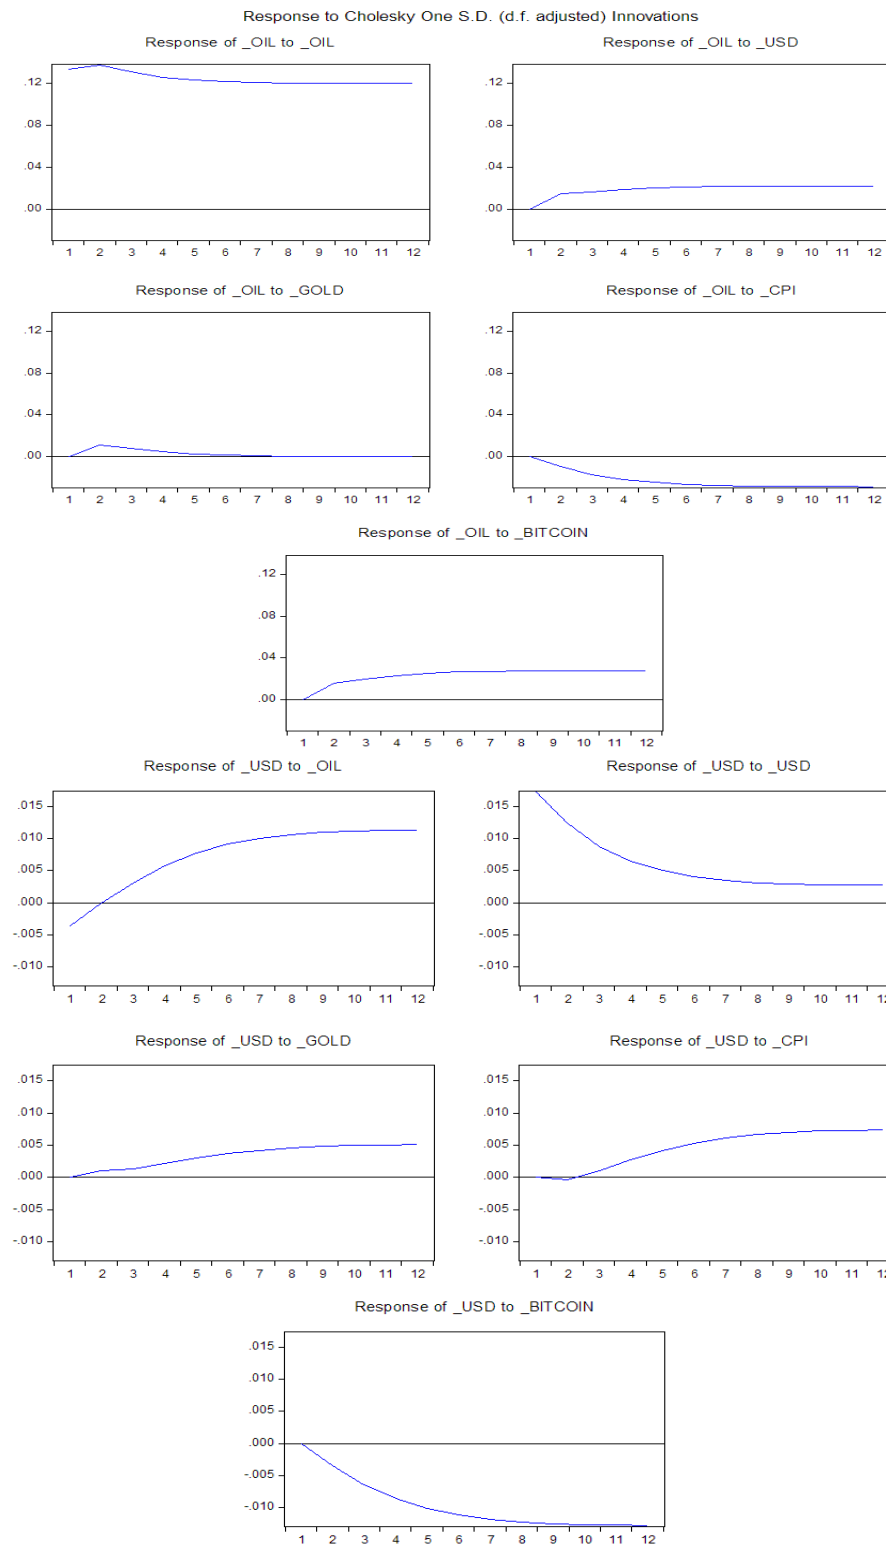 Response to Cholesky One S.D. (d.f. adjusted) Innovations
Response of _OIL to _OIL
.12
.08
.04
.00
1 2 3 4 5 6 7 8 9 10 11 12
Response of _OIL to _USD
.12
.08
.04
.00
1 2 3 4 5 6 7 8 9 10 11 12
Response of _OIL to _GOLD
.12
.08
.04
.00
1 2 3 4 5 6 7 8 9 10 11 12
Response of _OIL to _CPI
.12
.08
.04
.00
1 2 3 4 5 6 7 8 9 10 11 12
Response of _OIL to _BITCOIN
.12
.08
.04
.00
1 2 3 4 5 6 7 8 9 10 11 12
Response of _USD to _OIL
.015
.010
.005
.000
-.005
-.010
1 2 3 4 5 6 7 8 9 10 11 12
Response of _USD to _USD
.015
.010
.005
.000
-.005
-.010
1 2 3 4 5 6 7 8 9 10 11 12
Response of _USD to _GOLD
.015
.010
.005
.000
-.005
-.010
1 2 3 4 5 6 7 8 9 10 11 12
Response of _USD to _CPI
.015
.010
.005
.000
-.005
-.010
1 2 3 4 5 6 7 8 9 10 11 12
Response of _USD to _BITCOIN
.015
.010
.005
.000
-.005
-.010
1 2 3 4 5 6 7 8 9 10 11 12